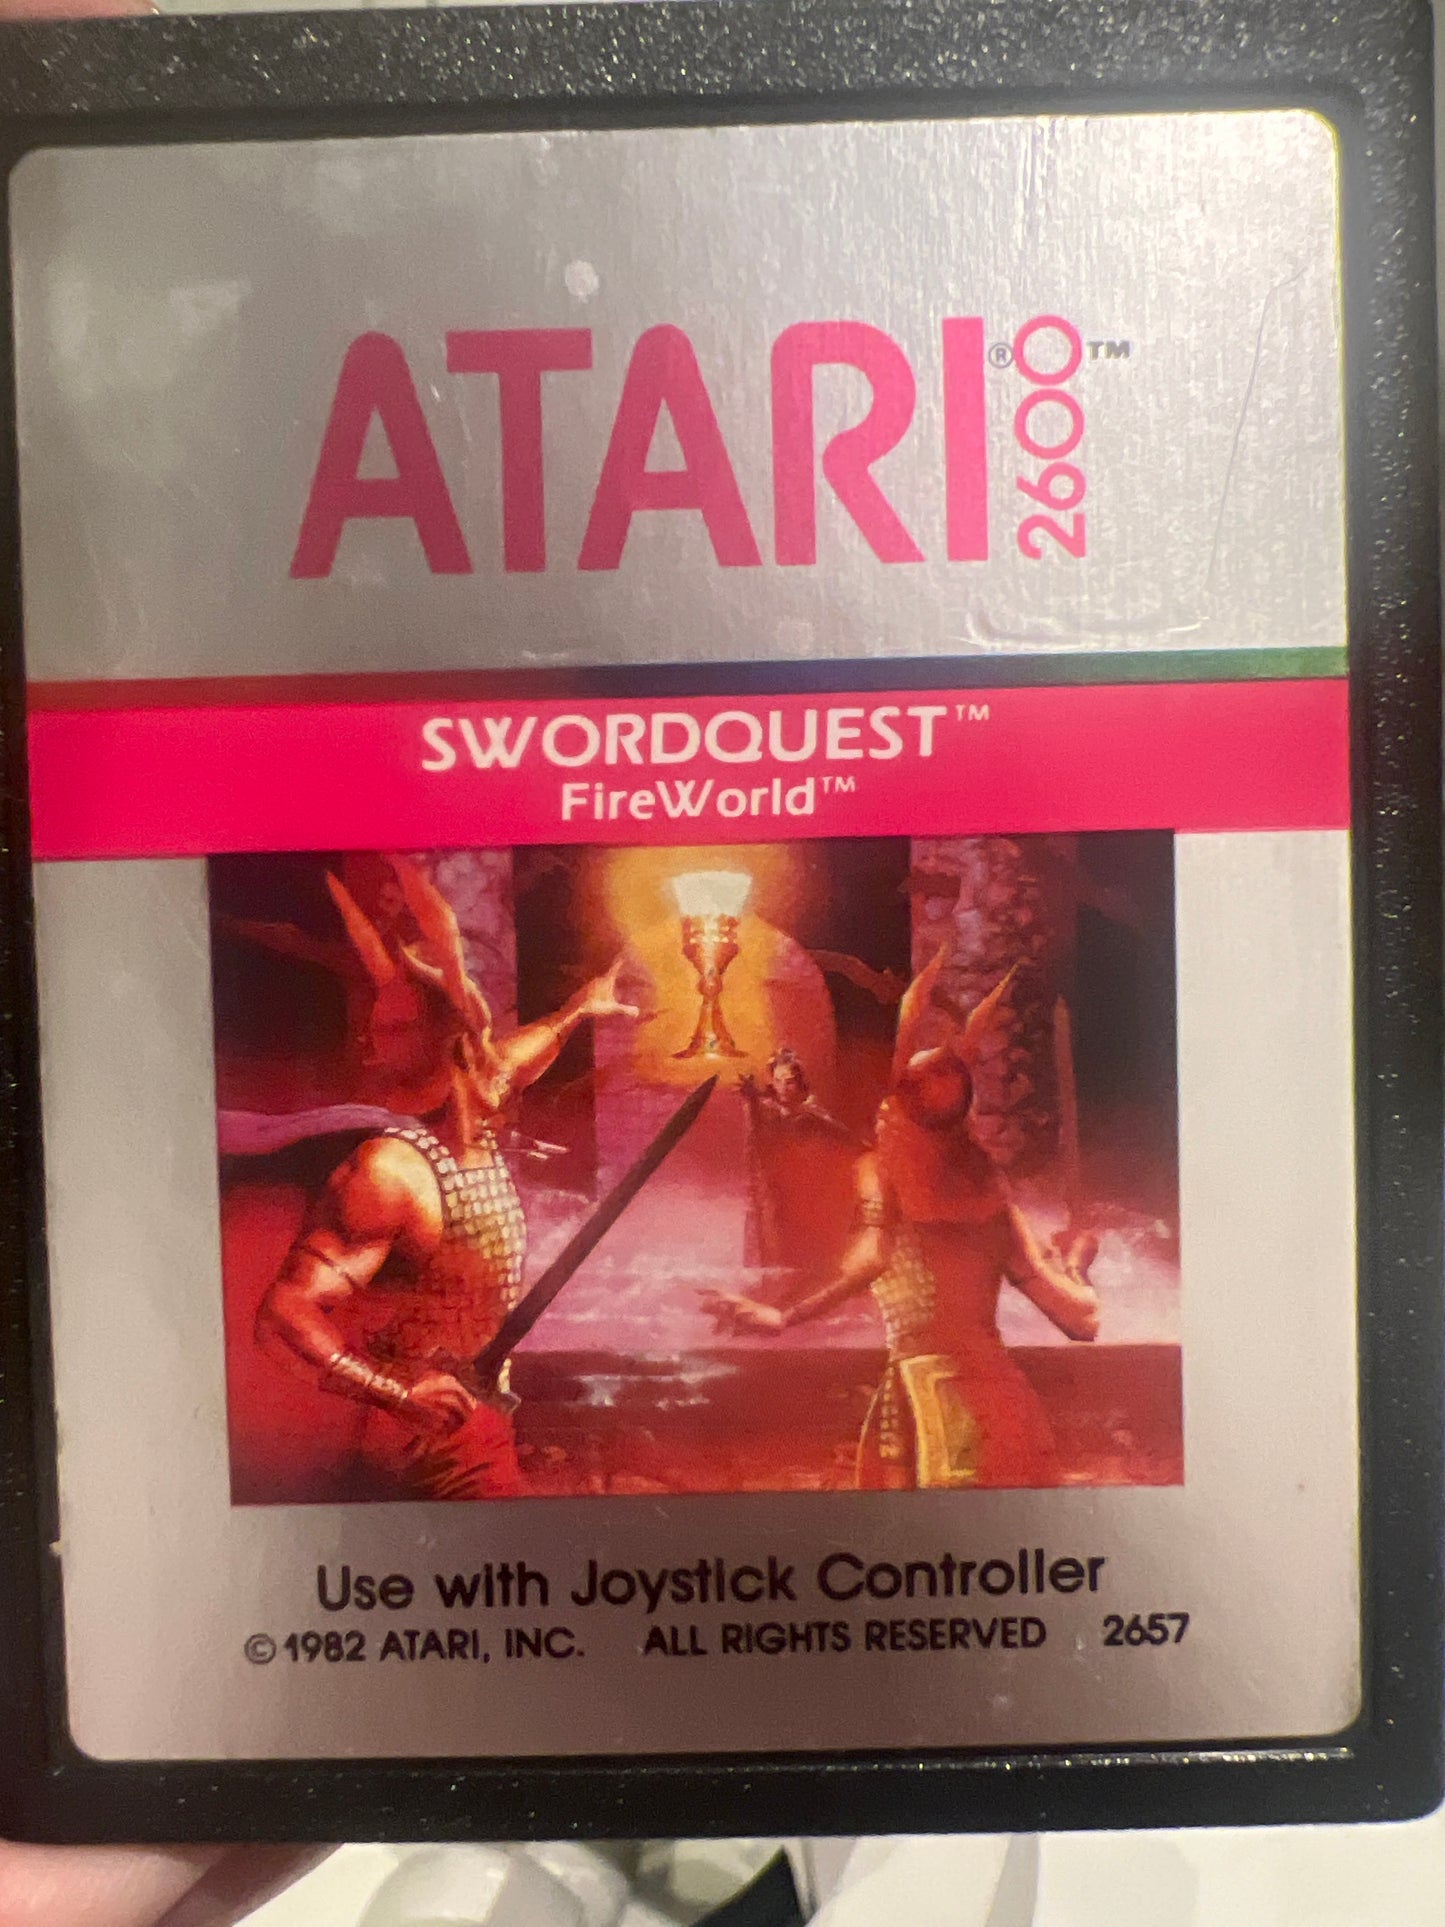 ATARI® 2600™
SWORDQUEST™
FireWorld™
Use with Joystick Controller
© 1982 ATARI, INC. ALL RIGHTS RESERVED 2657